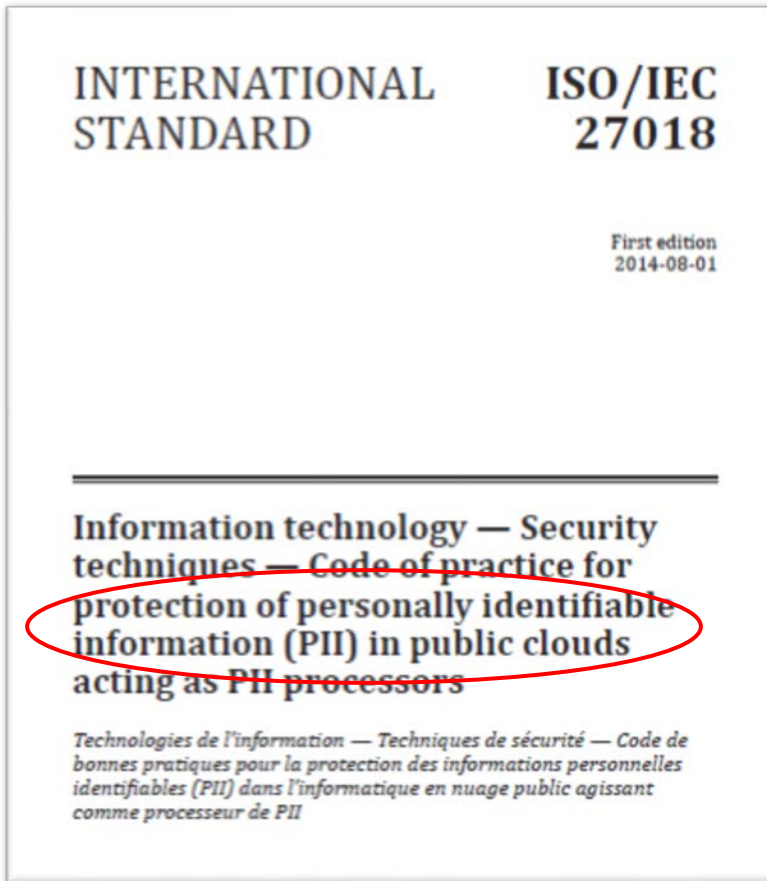 INTERNATIONAL STANDARD
ISO/IEC 27018
First edition
2014-08-01
Information technology — Security
techniques — Code of practice for
protection of personally identifiable
information (PII) in public clouds
acting as PII processors
Technologies de l'information — Techniques de sécurité — Code de
bonnes pratiques pour la protection des informations personnelles
identifiables (PII) dans l'informatique en nuage public agissant
comme processeur de PII